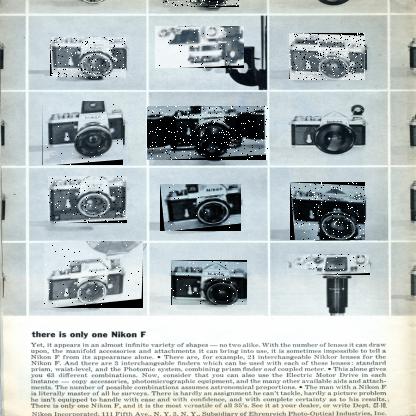 there is only one Nikon F
Yet, it appears in an almost infinite variety of shapes — no two alike. With the number of lenses it can draw
upon, the manifold accessories and attachments it can bring into use, it is sometimes impossible to tell a
Nikon F from its appearance alone. • There are, for example, 21 interchangeable Nikkor lenses for the
Nikon F. And there are 3 interchangeable finders which can be used with each of these lenses: standard
prism, waist-level, and the Photomic system, combining prism finder and coupled meter. • This alone gives
you 63 different combinations. Now, consider that you can also use the Electric Motor Drive in each
instance — copy accessories, photomicrographic equipment, and the many other available aids and attach-
ments. The number of possible combinations assumes astronomical proportions. • The man with a Nikon F
is literally master of all he surveys. There is hardly an assignment he can't tackle, hardly a picture problem
he isn't equipped to handle with ease and with confidence, and with complete certainty as to his results.
There is only one Nikon F, and it is the most versatile of all 35's. See it at your dealer, or write Dept.
Nikon Incorporated, 111 Fifth Ave., N. Y. 3, N. Y., Subsidiary of Ehrenreich Photo-Optical Industries, Inc.